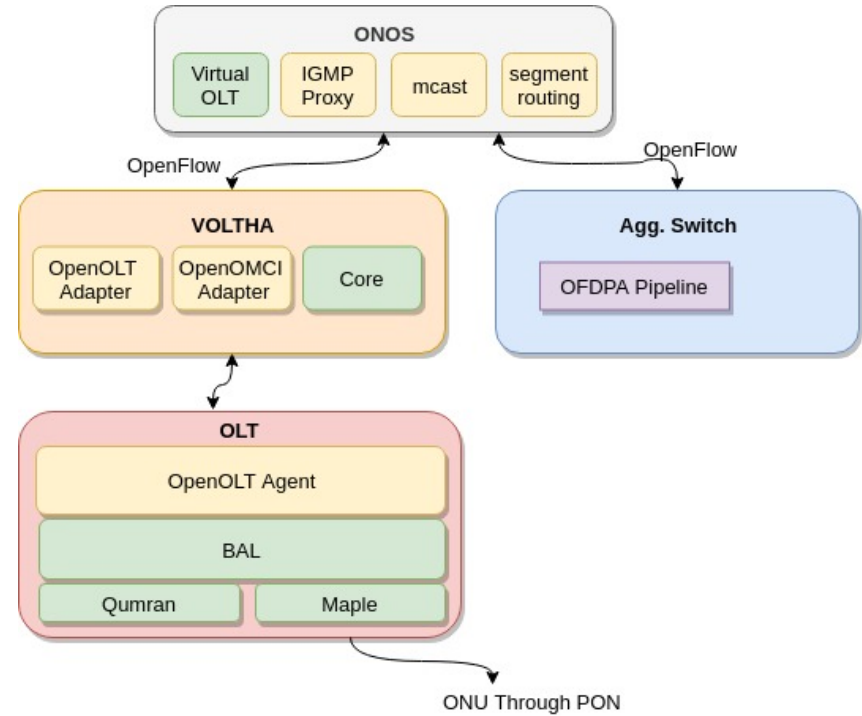 ONOS
Virtual
OLT
IGMP
Proxy
mcast
segment
routing
OpenFlow
OpenFlow
VOLTHA
OpenOLT
Adapter
OpenOMCI
Adapter
Core
Agg. Switch
OFDPA Pipeline
OLT
OpenOLT Agent
BAL
Qumran
Maple
ONU Through PON